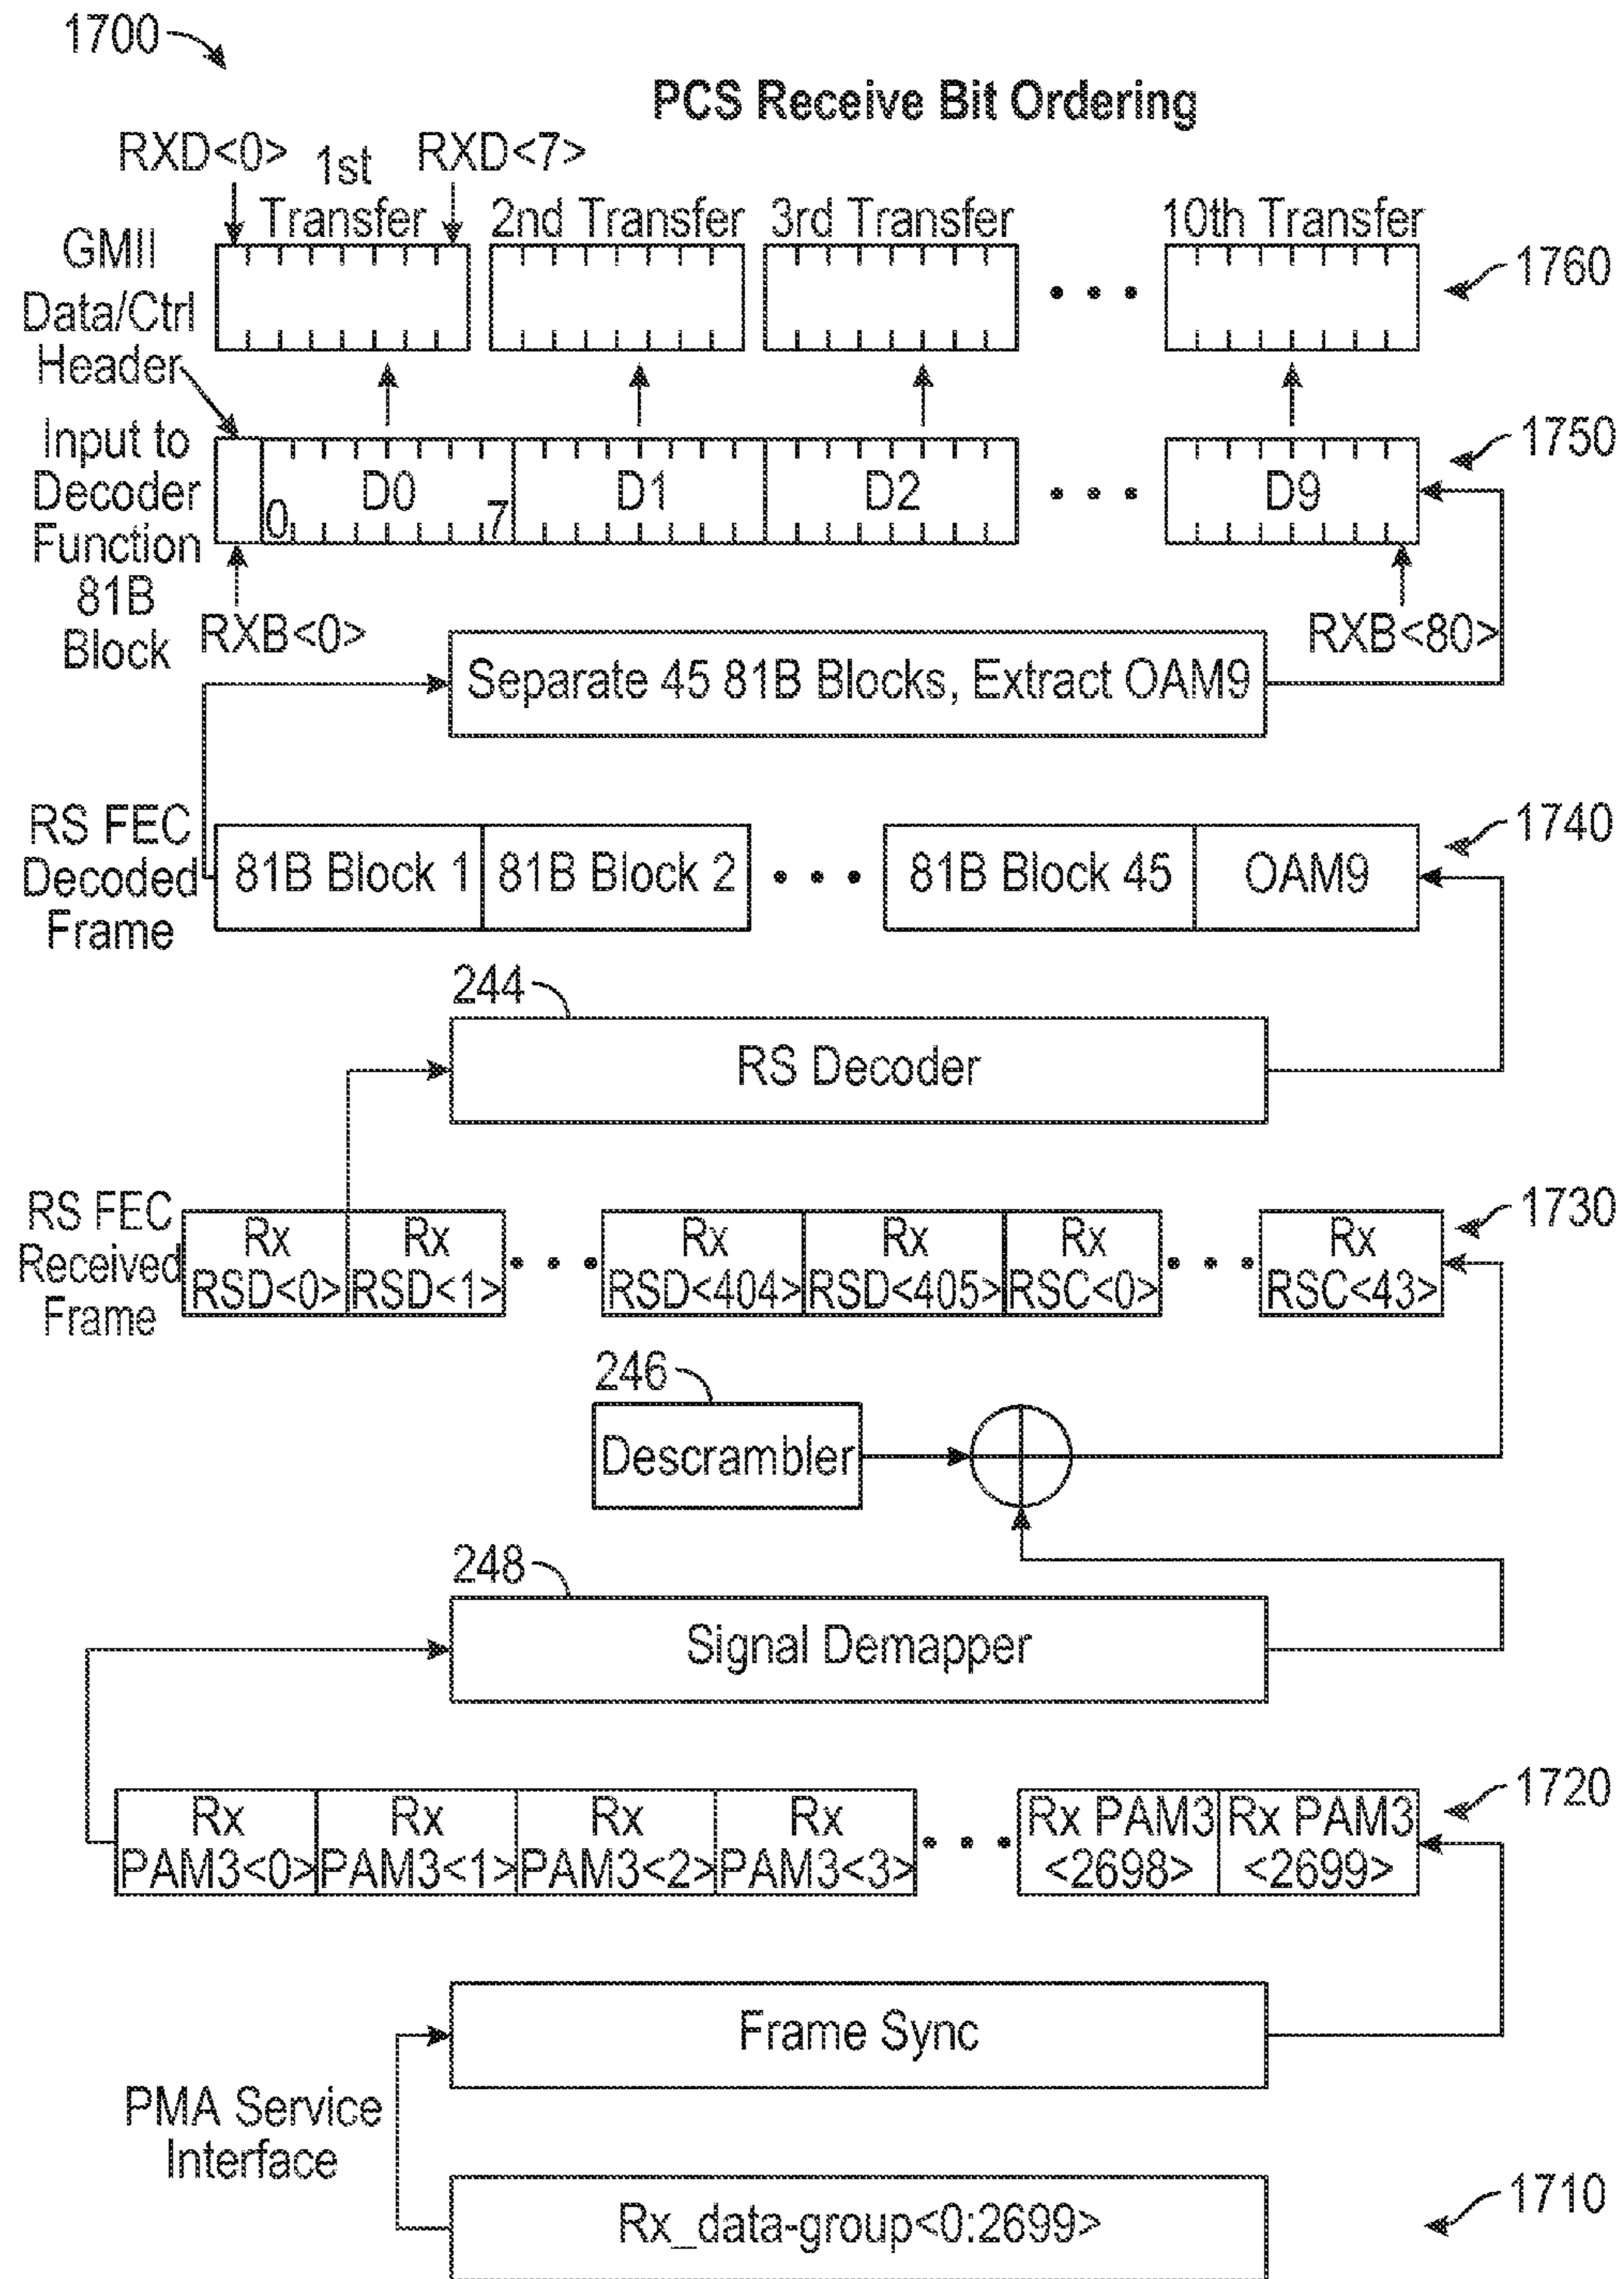 1700
PCS Receive Bit Ordering
RXD<0>
1st
Transfer
RXD<7>
2nd Transfer
3rd Transfer
10th Transfer
GMII
1760
Data/Ctrl
Header
Input to
Decoder
Function
81B
Block
0
D0
7
D1
D2
D9
1750
RXB<0>
RXB<80>
Separate 45 81B Blocks, Extract OAM9
RS FEC
Decoded
Frame
81B Block 1
81B Block 2
81B Block 45
OAM9
1740
244
RS Decoder
RS FEC
Received
Frame
Rx
RSD<0>
Rx
RSD<1>
Rx
RSD<404>
Rx
RSD<405>
Rx
RSC<0>
Rx
RSC<43>
1730
246
Descrambler
248
Signal Demapper
Rx
PAM3<0>
Rx
PAM3<1>
Rx
PAM3<2>
Rx
PAM3<3>
Rx PAM3
<2698>
Rx PAM3
<2699>
1720
Frame Sync
PMA Service
Interface
Rx_data-group<0:2699>
1710